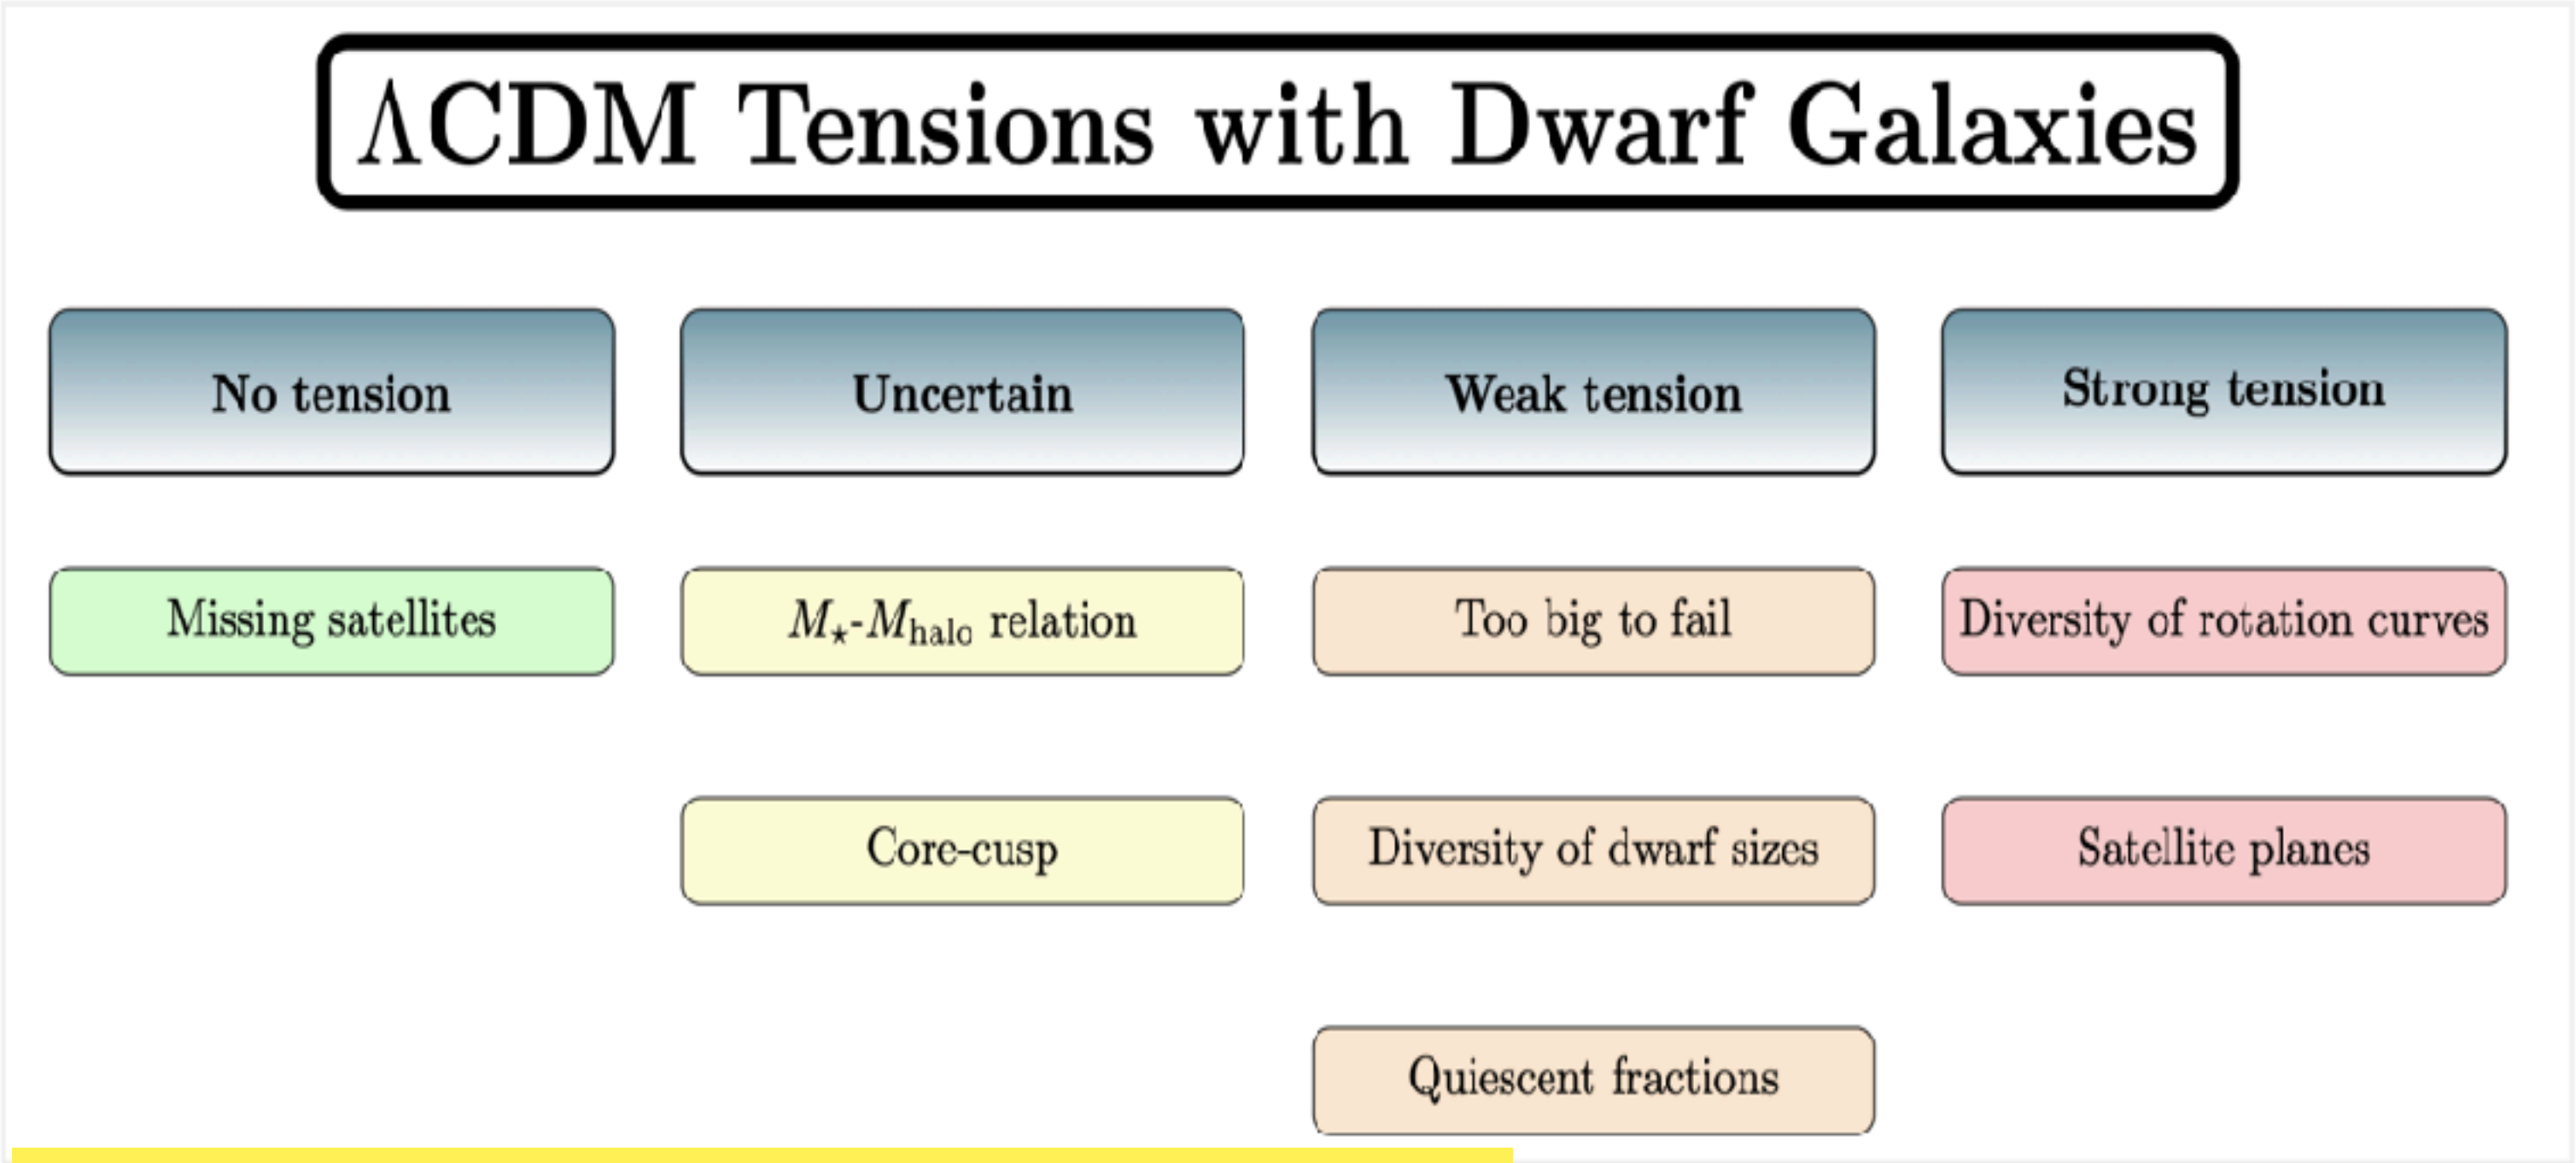 ΛCDM Tensions with Dwarf Galaxies
No tension
Uncertain
Weak tension
Strong tension
Missing satellites
M⋆-Mhalo relation
Too big to fail
Diversity of rotation curves
Core-cusp
Diversity of dwarf sizes
Satellite planes
Quiescent fractions